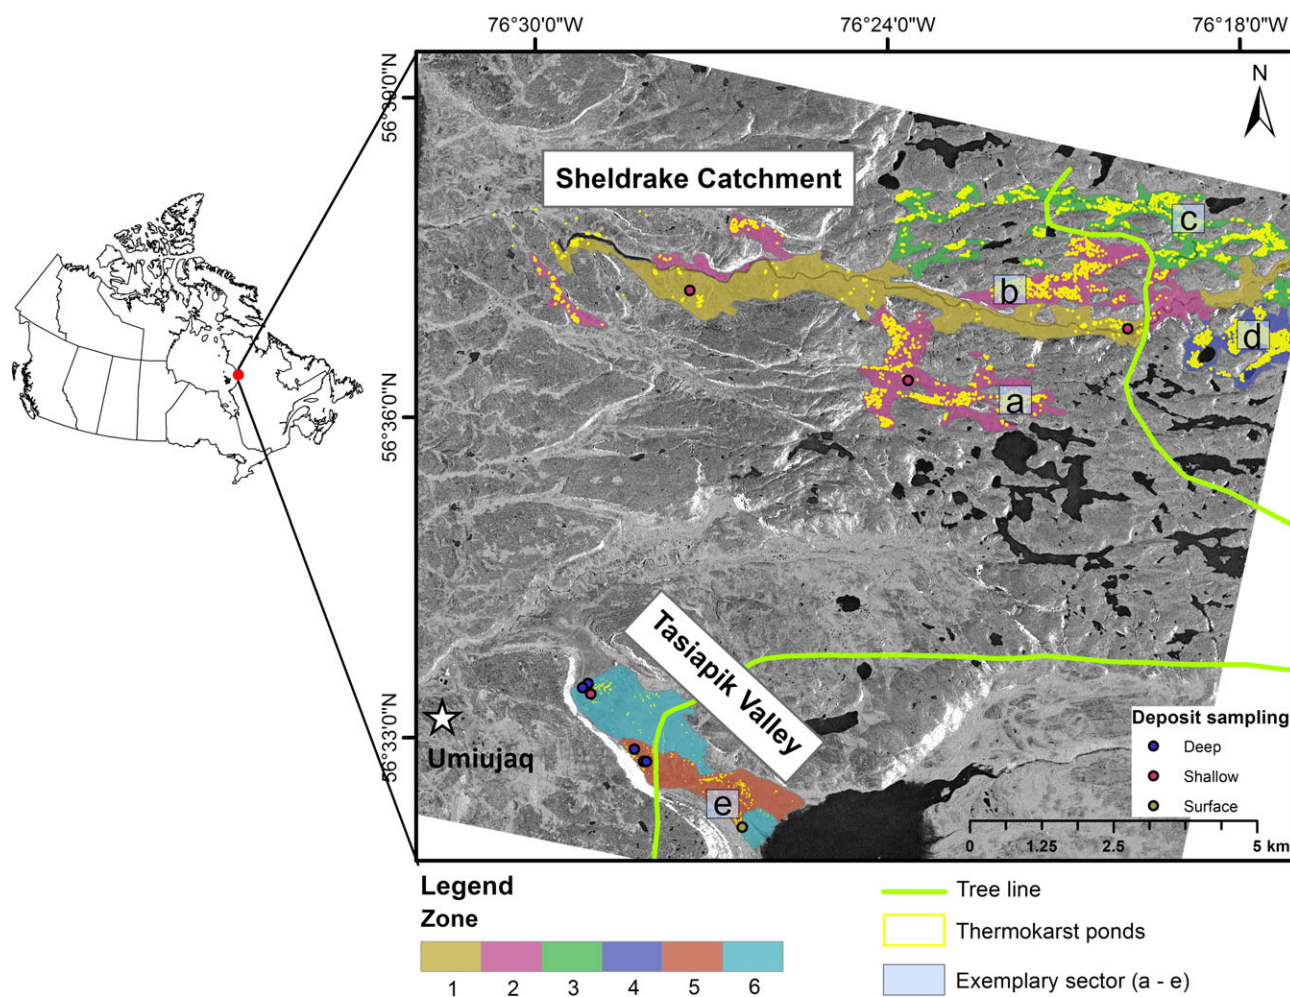 76°30'0"W 76°24'0"W 76°18'0"W
56°39'0"N
N
Sheldrake Catchment
c
b
d
a
56°36'0"N
Tasiapik Valley
56°33'0"N
Umiujaq
e
Deposit sampling
Deep
Shallow
Surface
0 1.25 2.5 5 km
Legend
Zone
1 2 3 4 5 6
Tree line
Thermokarst ponds
Exemplary sector (a - e)